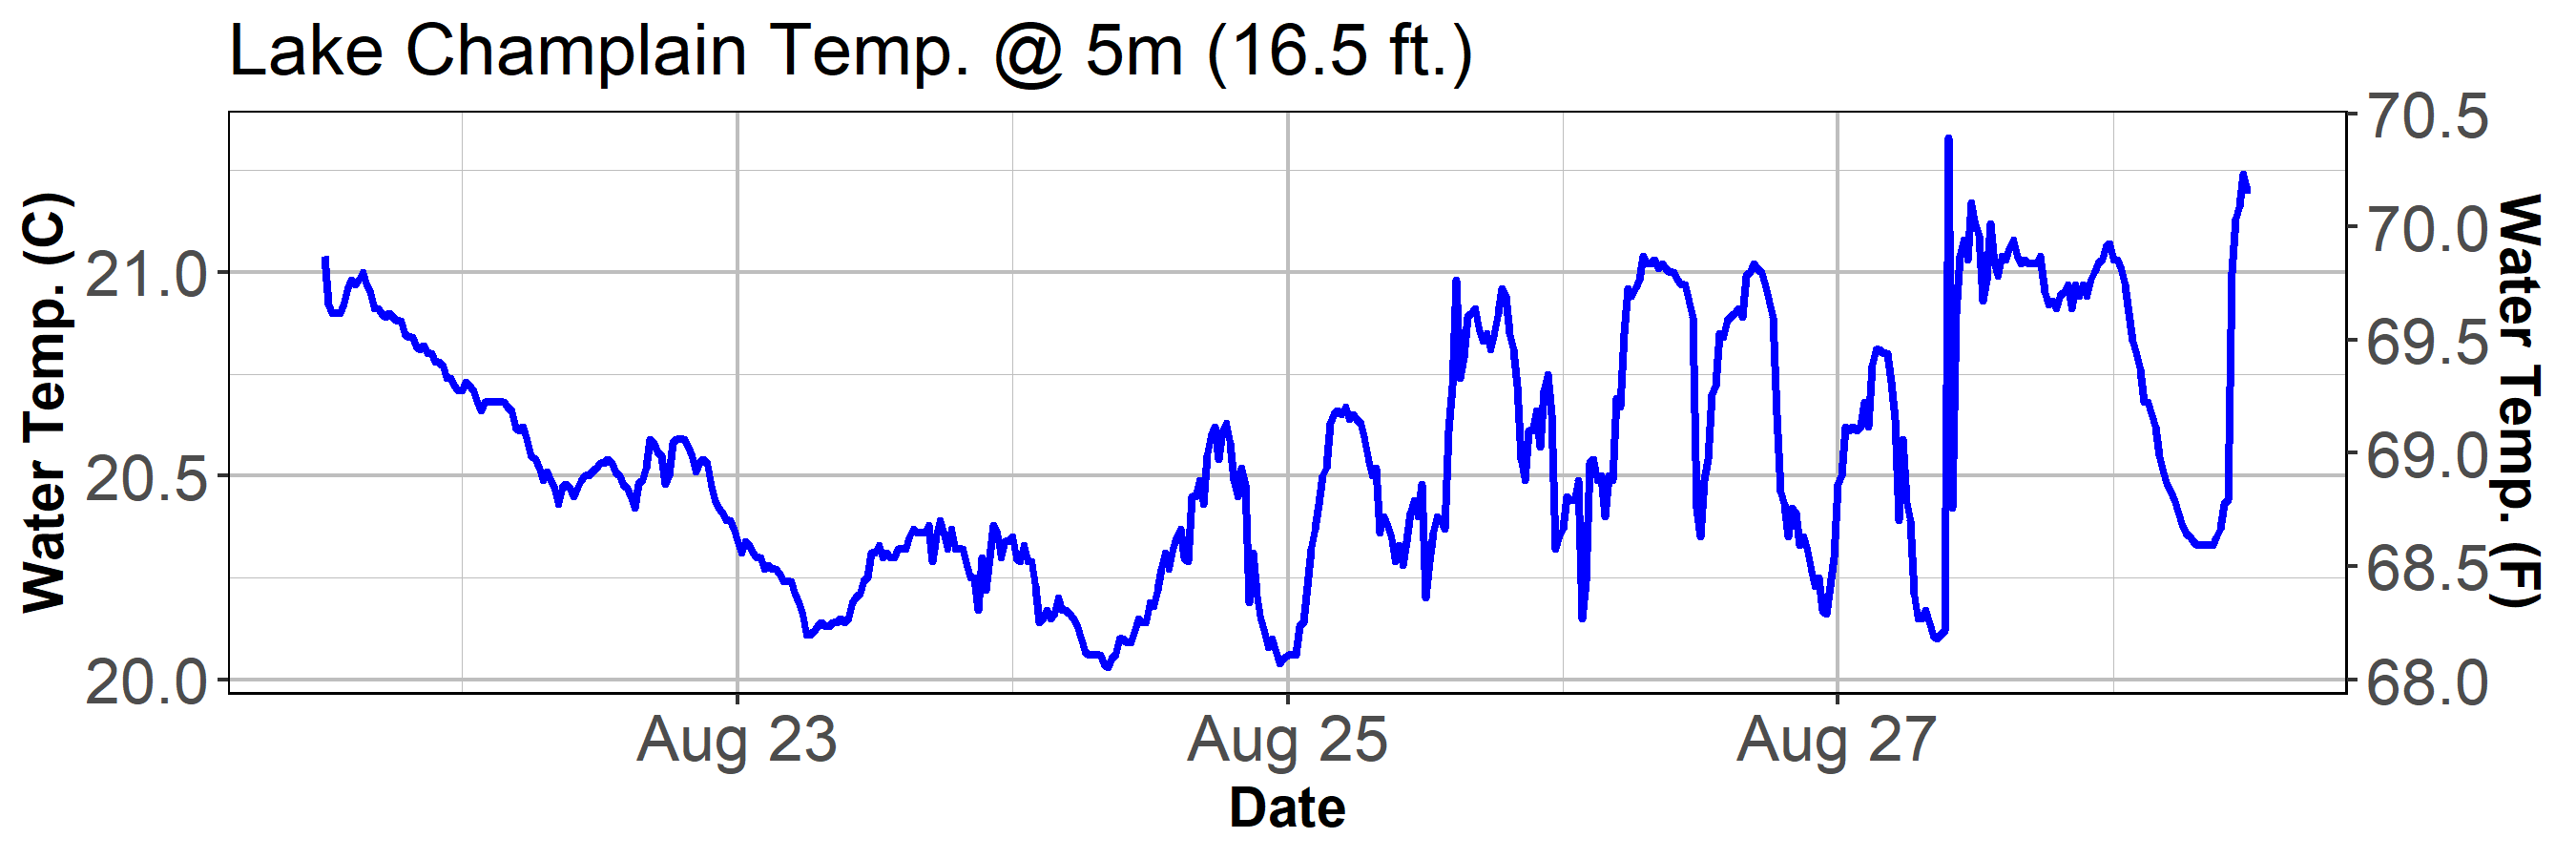 Lake Champlain Temp. @ 5m (16.5 ft.)
Water Temp. (C)
21.0
20.5
20.0
70.5
70.0
69.5
69.0
68.5
68.0
Water Temp. (F)
Aug 23
Aug 25
Aug 27
Date